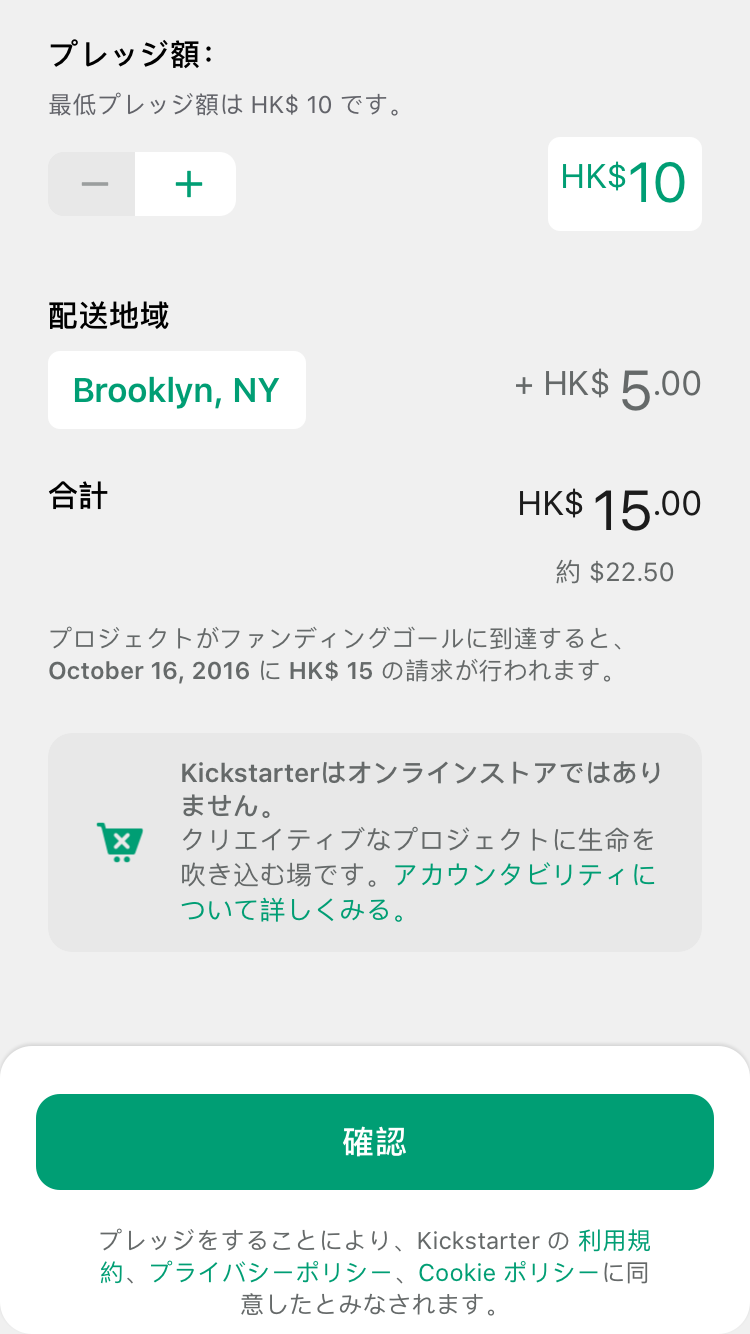 プレッジ額：
最低プレッジ額は HK$ 10 です。
HK$10
配送地域
Brooklyn, NY
+ HK$ 5.00
合計
HK$ 15.00
約 $22.50
プロジェクトがファンディングゴールに到達すると、
October 16, 2016 に HK$ 15 の請求が行われます。
Kickstarterはオンラインストアではあり
ません。
クリエイティブなプロジェクトに生命を
吹き込む場です。アカウンタビリティに
ついて詳しくみる。
確認
プレッジをすることにより、Kickstarter の 利用規
約、プライバシーポリシー、Cookie ポリシーに同
意したとみなされます。